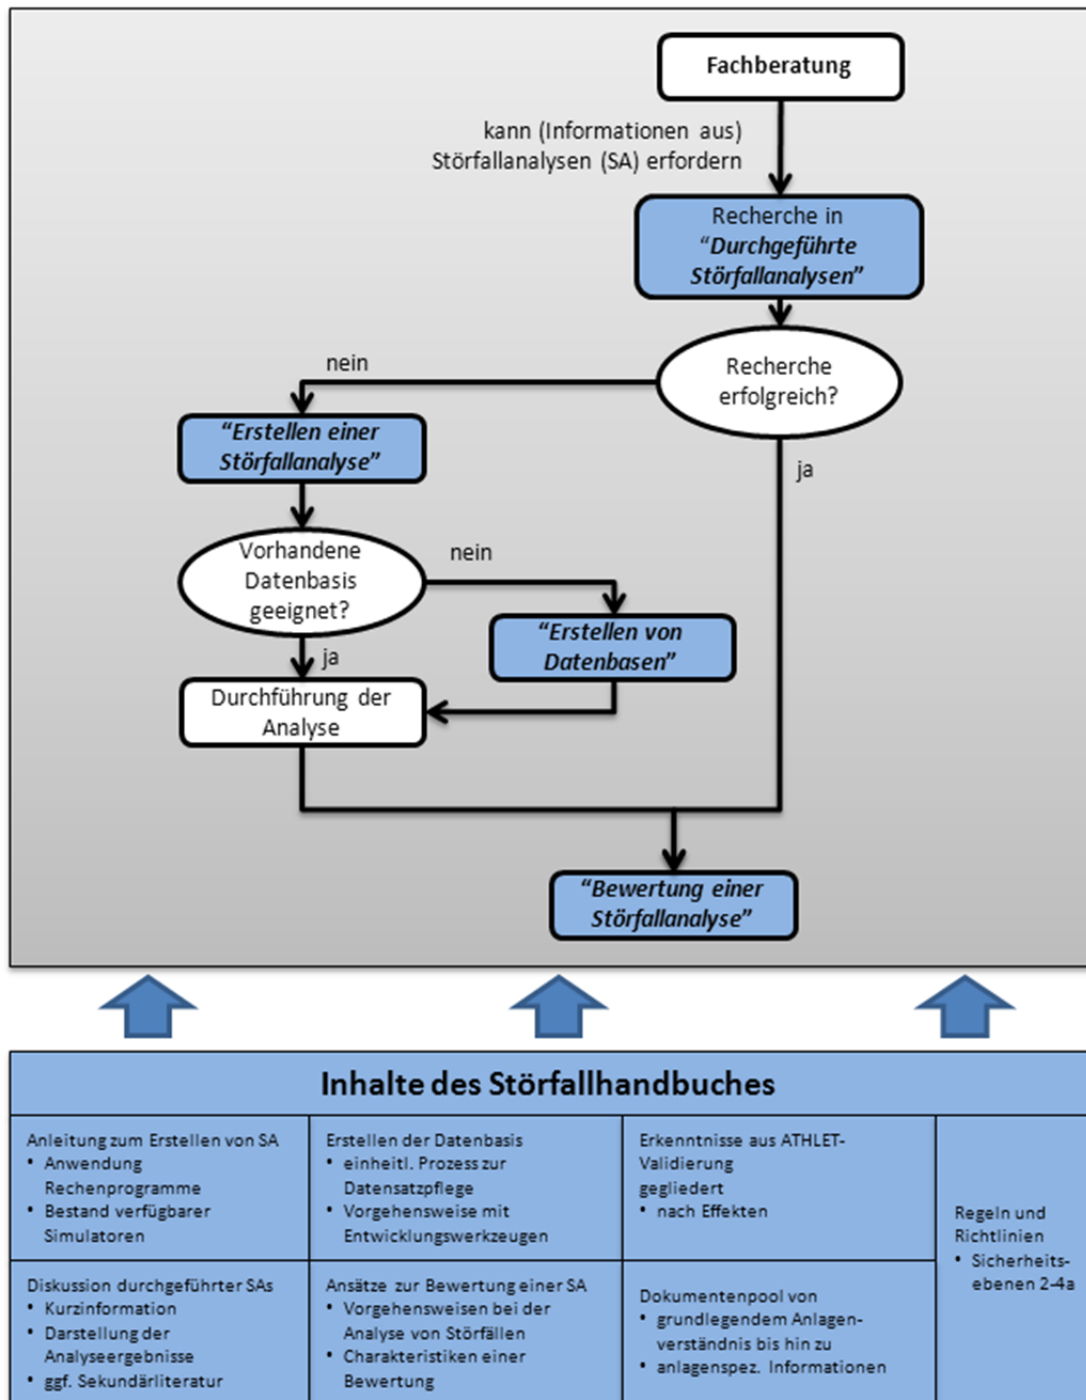 Fachberatung
kann (Informationen aus)
Störfallanalysen (SA) erfordern
Recherche in
“Durchgeführte
Störfallanalysen”
Recherche
erfolgreich?
nein
ja
“Erstellen einer
Störfallanalyse”
Vorhandene
Datenbasis
geeignet?
nein
“Erstellen von
Datenbasen”
ja
Durchführung der
Analyse
“Bewertung einer
Störfallanalyse”
Inhalte des Störfallhandbuches
Anleitung zum Erstellen von SA
• Anwendung
Rechenprogramme
• Bestand verfügbarer
Simulatoren
Erstellen der Datenbasis
• einheitl. Prozess zur
Datensatzpflege
• Vorgehensweise mit
Entwicklungswerkzeugen
Erkenntnisse aus ATHLET-
Validierung
gegliedert
• nach Effekten
Regeln und
Richtlinien
• Sicherheits-
ebenen 2-4a
Diskussion durchgeführter SAs
• Kurzinformation
• Darstellung der
Analyseergebnisse
• ggf. Sekundärliteratur
Ansätze zur Bewertung einer SA
• Vorgehensweisen bei der
Analyse von Störfällen
• Charakteristiken einer
Bewertung
Dokumentenpool von
• grundlegendem Anlagen-
verständnis bis hin zu
• anlagenspez. Informationen